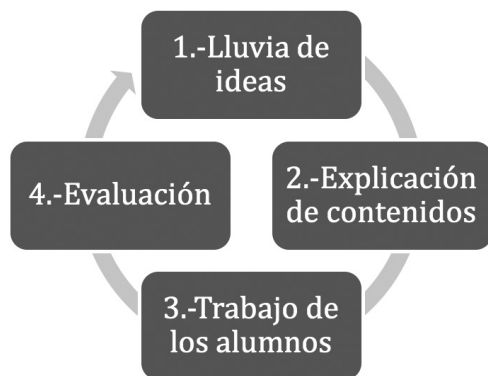 1.-Lluvia de
ideas
2.-Explicación
de contenidos
3.-Trabajo de
los alumnos
4.-Evaluación